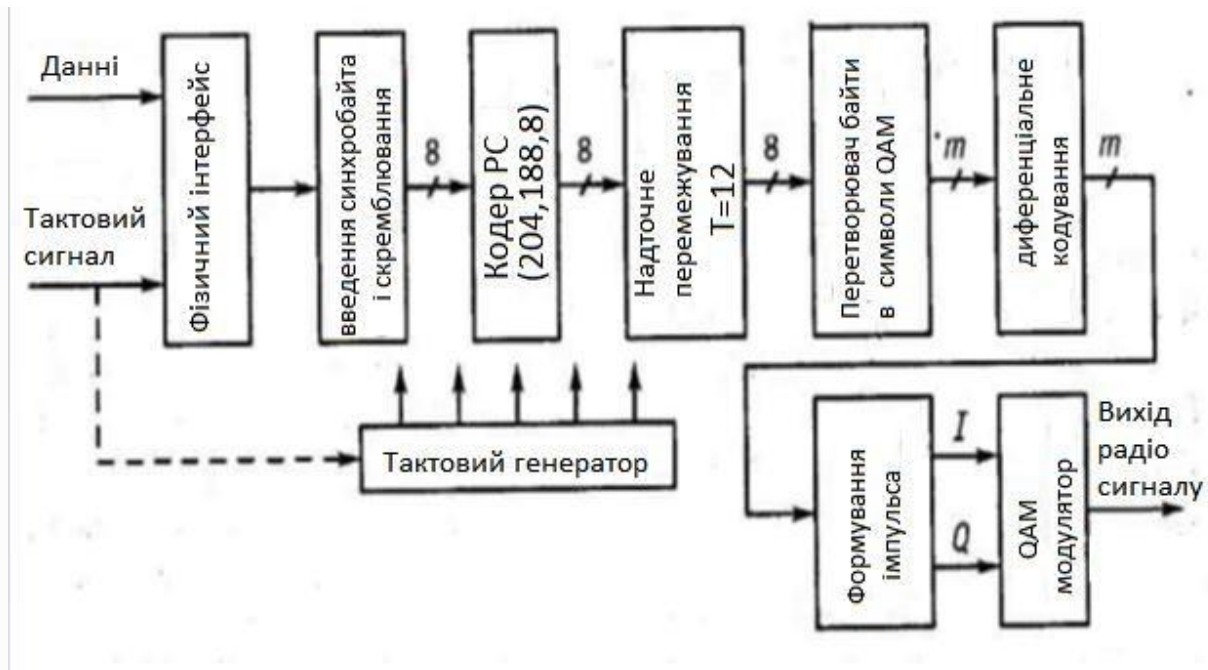 Данні
Тактовий
сигнал
Фізичний інтерфейс
введення синхробайта
і скремблювання
8
Кодер РС
(204,188,8)
8
Надточне
перемежування
Т=12
8
Перетворювач байти
в символи QAM
m
диференціальне
кодування
m
Тактовий генератор
Формування
імпульса
I
Q
QAM
модулятор
Вихід
радіо
сигналу